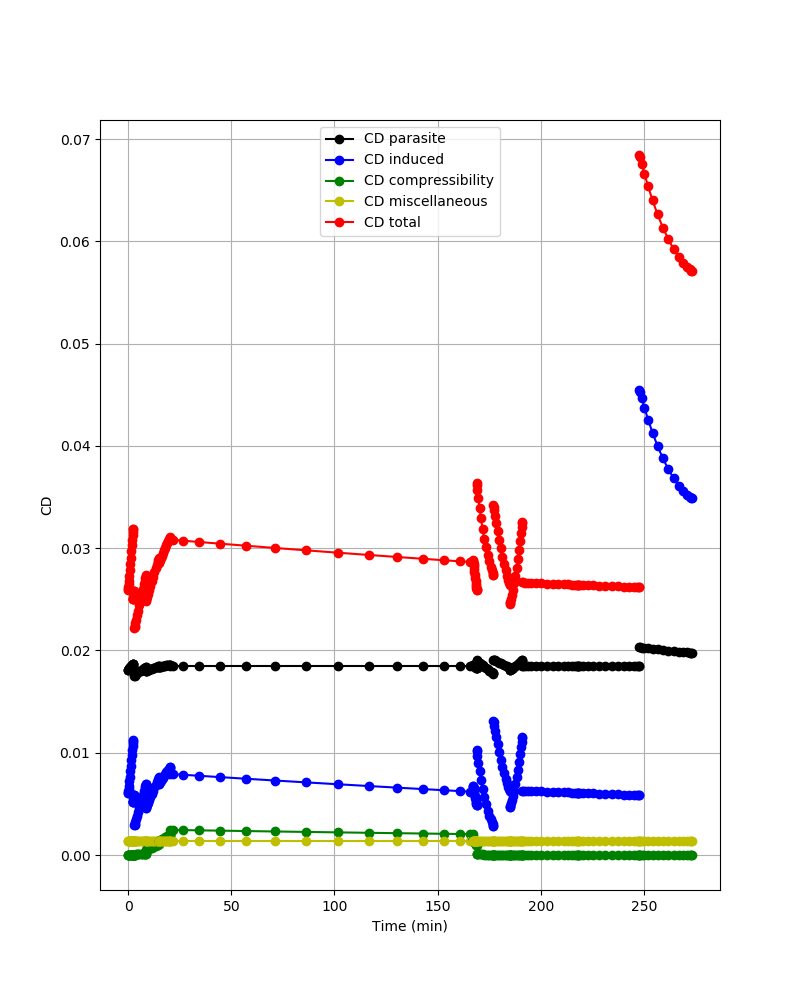 0.07
0.06
0.05
0.04
0.03
0.02
0.01
0.00
CD
CD parasite
CD induced
CD compressibility
CD miscellaneous
CD total
0 50 100 150 200 250
Time (min)